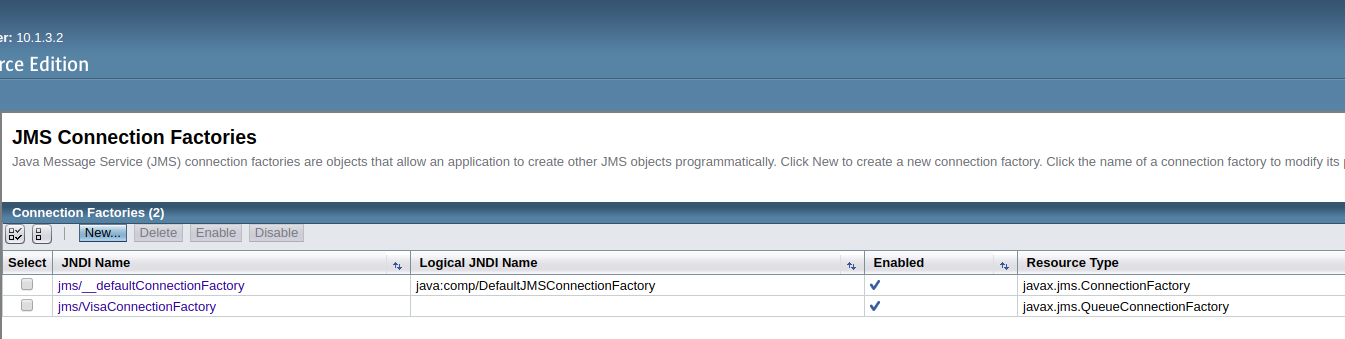 er: 10.1.3.2
rce Edition
JMS Connection Factories
Java Message Service (JMS) connection factories are objects that allow an application to create other JMS objects programmatically. Click New to create a new connection factory. Click the name of a connection factory to modify its
Connection Factories (2)
New... Delete Enable Disable
Select JNDI Name Logical JNDI Name Enabled Resource Type
jms/__defaultConnectionFactory java:comp/DefaultJMSConnectionFactory javax.jms.ConnectionFactory
jms/VisaConnectionFactory javax.jms.QueueConnectionFactory